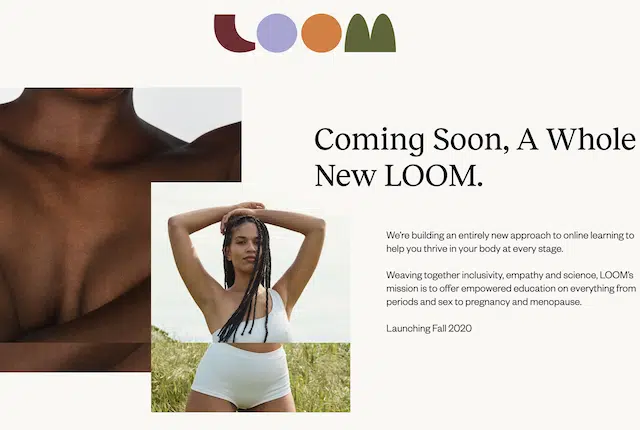 LOOM
Coming Soon, A Whole
New LOOM.
We're building an entirely new approach to online learning to
help you thrive in your body at every stage.
Weaving together inclusivity, empathy and science, LOOM's
mission is to offer empowered education on everything from
periods and sex to pregnancy and menopause.
Launching Fall 2020